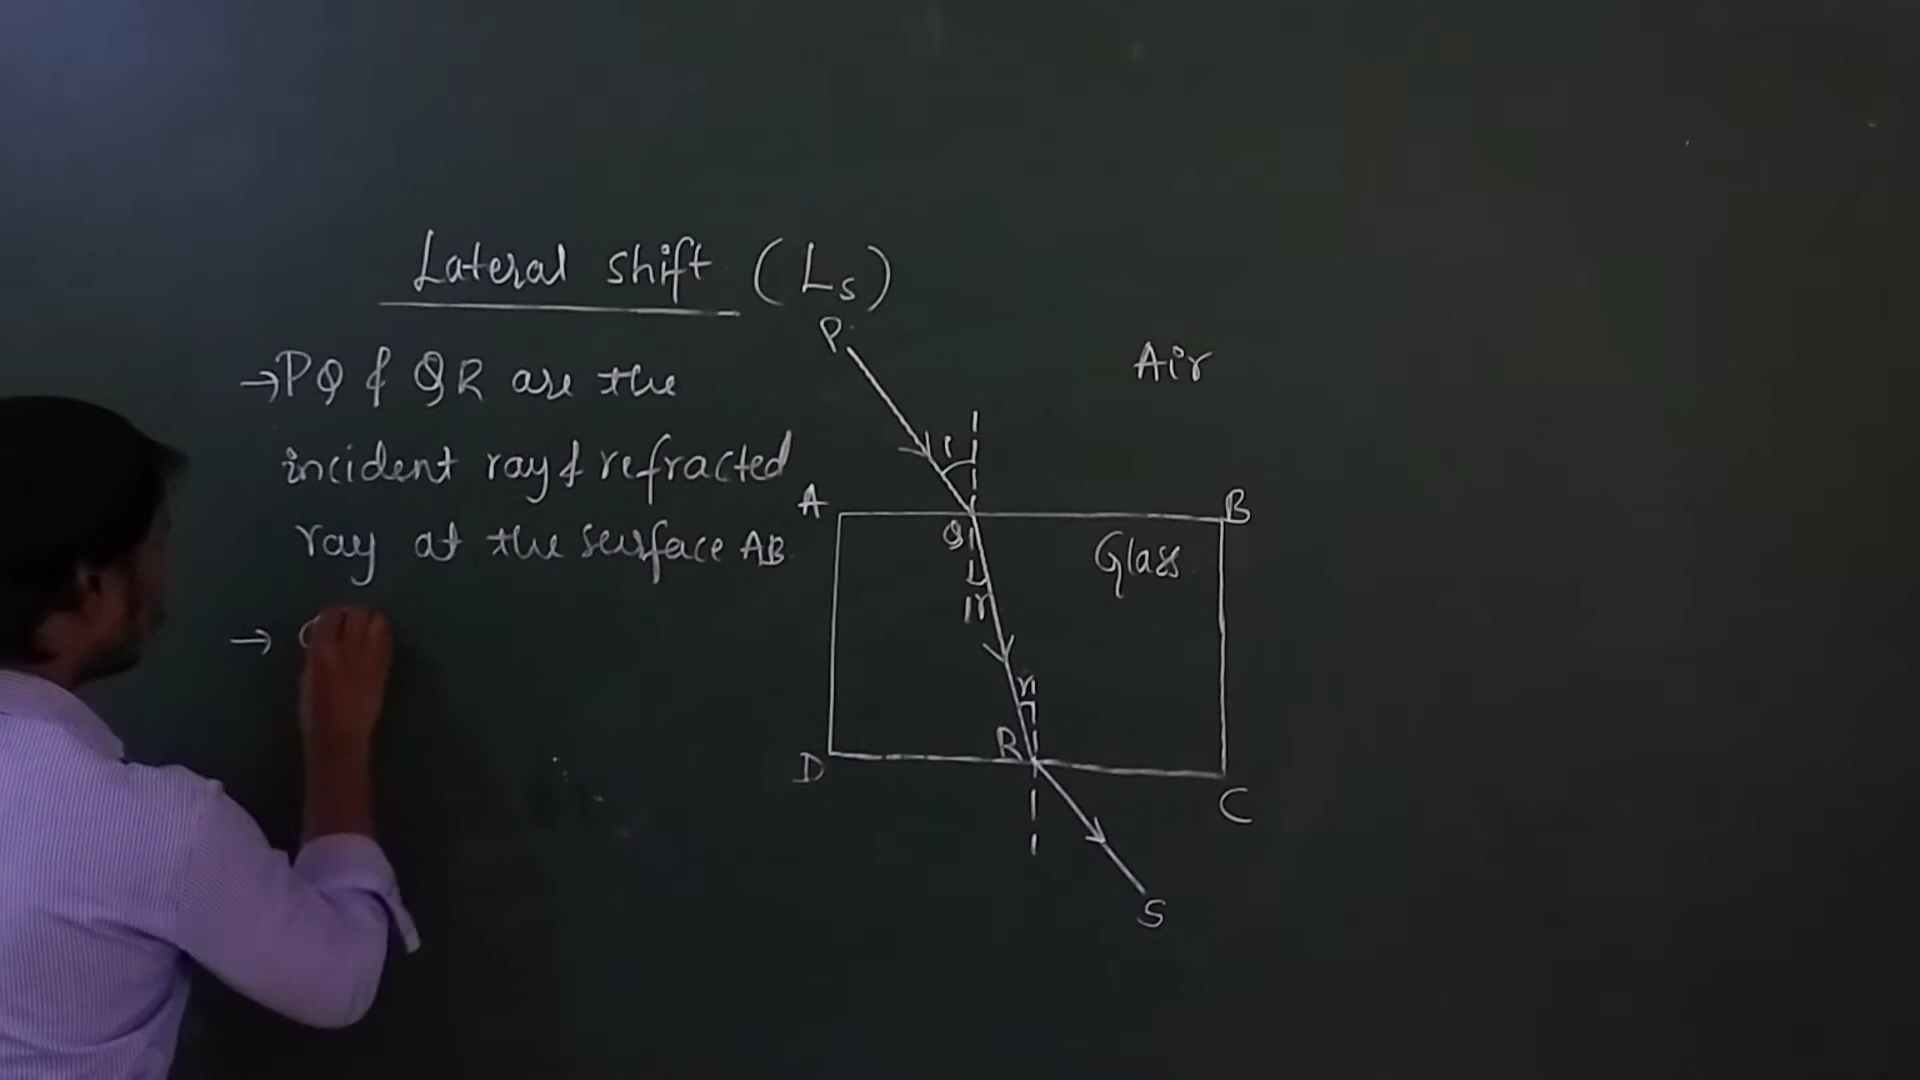 Lateral shift (Ls)
→PQ & QR are the
incident ray & refracted
ray at the surface AB
→
P
Air
i
A
B
Q
Glass
r
r
R
D
C
S